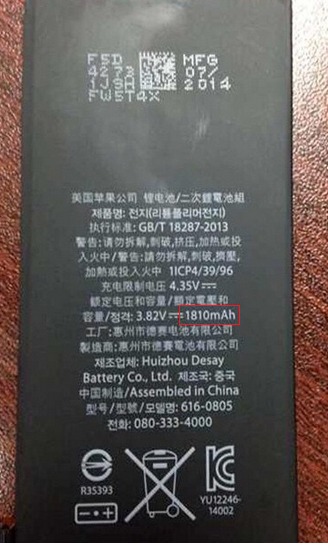 F5D
4273
1JSH
FW5T4X
MFG
07/
2014
美国苹果公司 锂电池/二次鋰電池組
제품명: 전지(리튬폴리머전지)
执行标准: GB/T 18287-2013
警告:请勿拆解,刺破,挤压,加热或投
入火中/警告:請勿拆解,刺破,擠壓,
加熱或投入火中 1ICP4/39/96
充电限制电压 4.35V⎓
额定电压和容量/額定電壓和
容量/정격: 3.82V⎓1810mAh
工厂:惠州市德赛电池有限公司
製造商:惠州市德賽電池有限公司
제조업체: Huizhou Desay
Battery Co., Ltd. 제조국: 중국
中国制造/Assembled in China
型号/型號/모델명: 616-0805
전화: 080-333-4000
R35393
YU12246-
14002